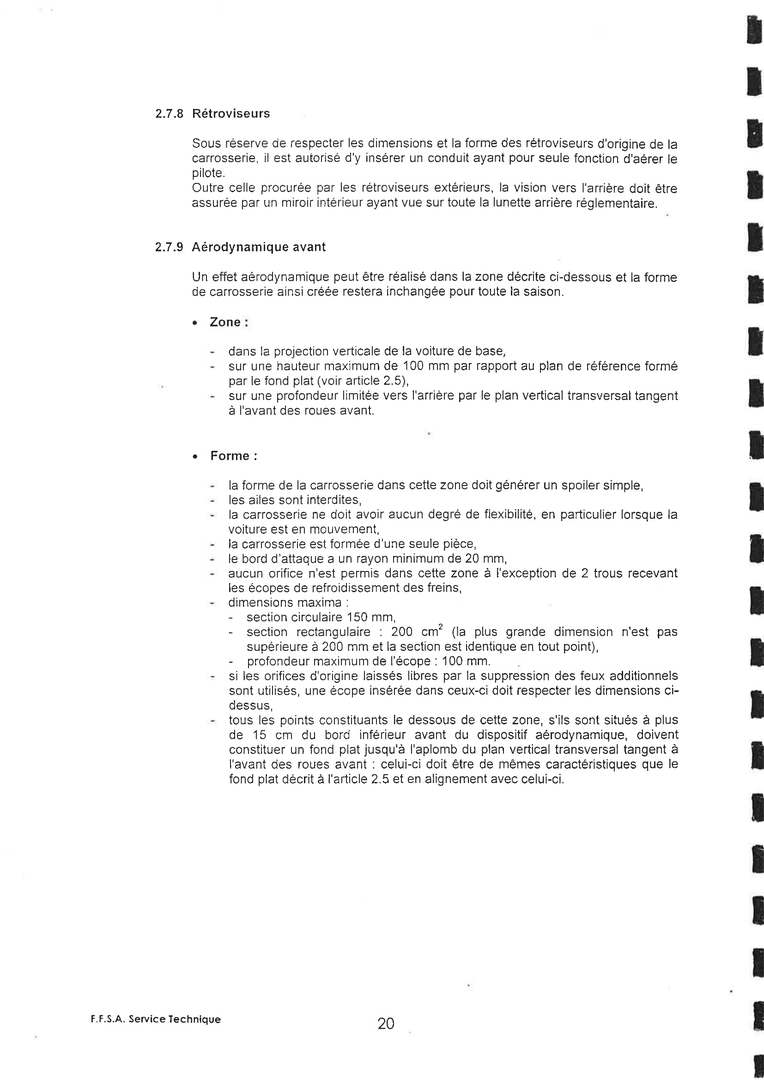 2.7.8 Rétroviseurs
Sous réserve de respecter les dimensions et la forme des rétroviseurs d'origine de la
carrosserie, il est autorisé d'y insérer un conduit ayant pour seule fonction d'aérer le
pilote.
Outre celle procurée par les rétroviseurs extérieurs, la vision vers l'arrière doit être
assurée par un miroir intérieur ayant vue sur toute la lunette arrière réglementaire.
2.7.9 Aérodynamique avant
Un effet aérodynamique peut être réalisé dans la zone décrite ci-dessous et la forme
de carrosserie ainsi créée restera inchangée pour toute la saison.
• Zone :
- dans la projection verticale de la voiture de base,
- sur une hauteur maximum de 100 mm par rapport au plan de référence formé
par le fond plat (voir article 2.5),
- sur une profondeur limitée vers l'arrière par le plan vertical transversal tangent
à l'avant des roues avant.
• Forme :
- la forme de la carrosserie dans cette zone doit générer un spoiler simple,
- les ailes sont interdites,
- la carrosserie ne doit avoir aucun degré de flexibilité, en particulier lorsque la
voiture est en mouvement,
- la carrosserie est formée d'une seule pièce,
- le bord d'attaque a un rayon minimum de 20 mm,
- aucun orifice n'est permis dans cette zone à l'exception de 2 trous recevant
les écopes de refroidissement des freins,
- dimensions maxima :
- section circulaire 150 mm,
- section rectangulaire : 200 cm² (la plus grande dimension n'est pas
supérieure à 200 mm et la section est identique en tout point),
- profondeur maximum de l'écope : 100 mm.
- si les orifices d'origine laissés libres par la suppression des feux additionnels
sont utilisés, une écope insérée dans ceux-ci doit respecter les dimensions ci-
dessus,
- tous les points constituants le dessous de cette zone, s'ils sont situés à plus
de 15 cm du bord inférieur avant du dispositif aérodynamique, doivent
constituer un fond plat jusqu'à l'aplomb du plan vertical transversal tangent à
l'avant des roues avant : celui-ci doit être de mêmes caractéristiques que le
fond plat décrit à l'article 2.5 et en alignement avec celui-ci.
F.F.S.A. Service Technique
20